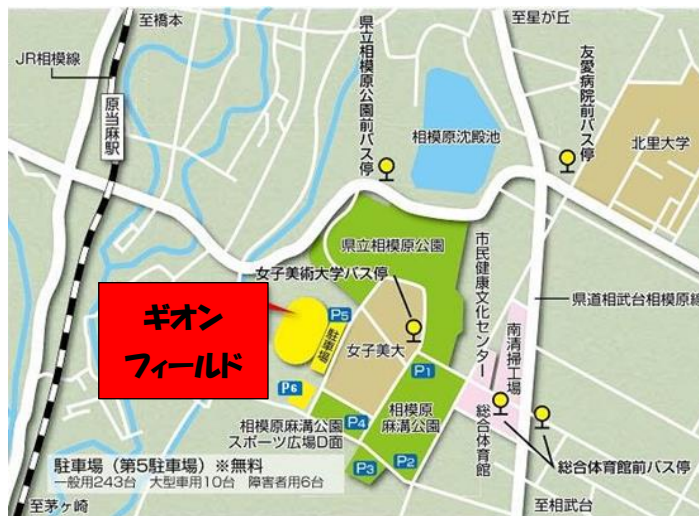 至橋本
至星が丘
JR相模線
原当麻駅
県立相模原公園前バス停
相模原沈殿池
友愛病院前バス停
北里大学
県立相模原公園
女子美術大学バス停
市民健康文化センター
県道相武台相模原線
ギオン
フィールド
P5
駐車場
女子美大
南清掃工場
P1
P6
相模原
麻溝公園
総合体育館
相模原麻溝公園
スポーツ広場D面
P4
P3
P2
総合体育館前バス停
駐車場（第5駐車場）※無料
一般用243台　大型車用10台　障害者用6台
至茅ヶ崎
至相武台